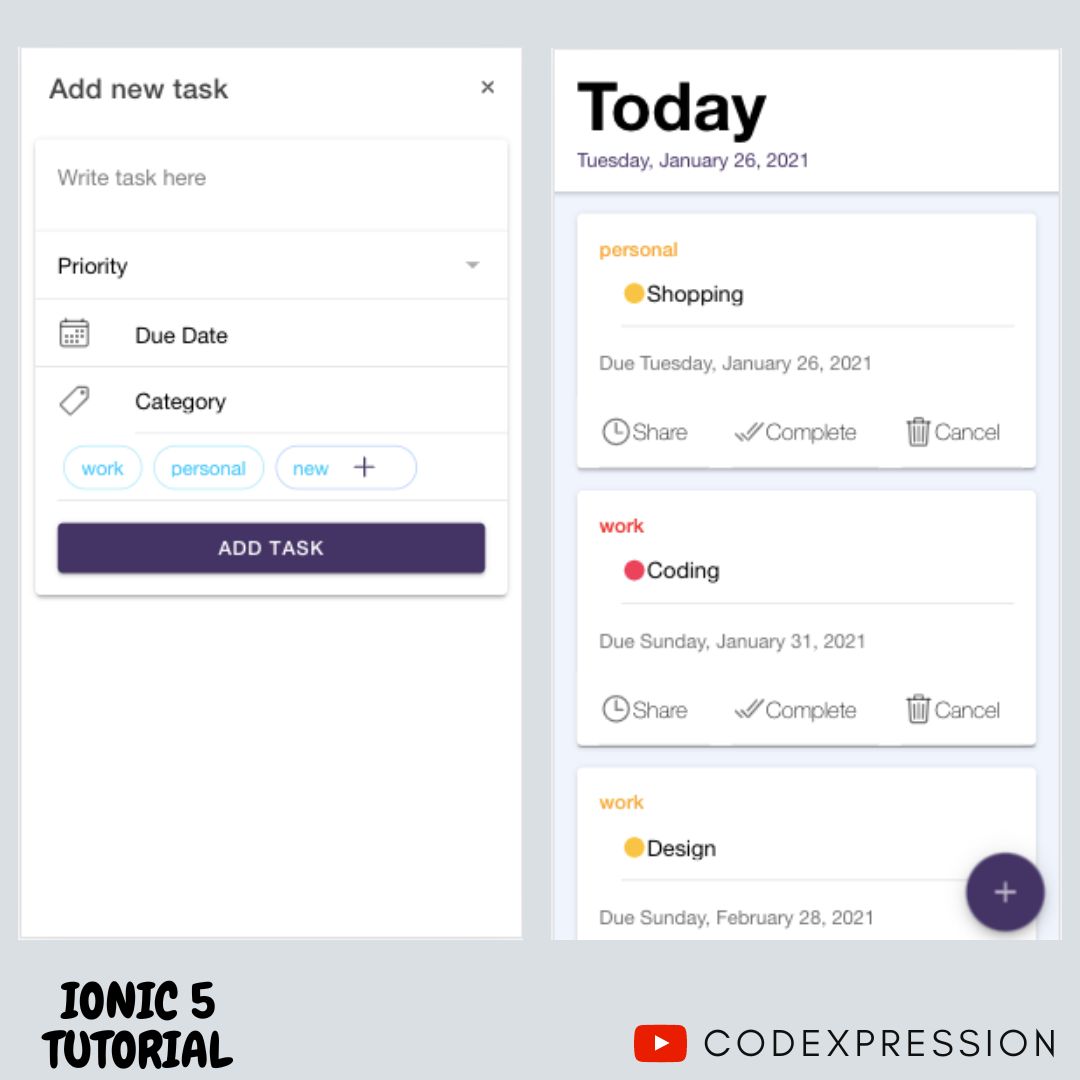 Add new task
×
Write task here
Priority
Due Date
Category
work personal new +
ADD TASK
Today
Tuesday, January 26, 2021
personal
Shopping
Due Tuesday, January 26, 2021
Share Complete Cancel
work
Coding
Due Sunday, January 31, 2021
Share Complete Cancel
work
Design
+
Due Sunday, February 28, 2021
IONIC 5
TUTORIAL
CODEXPRESSION